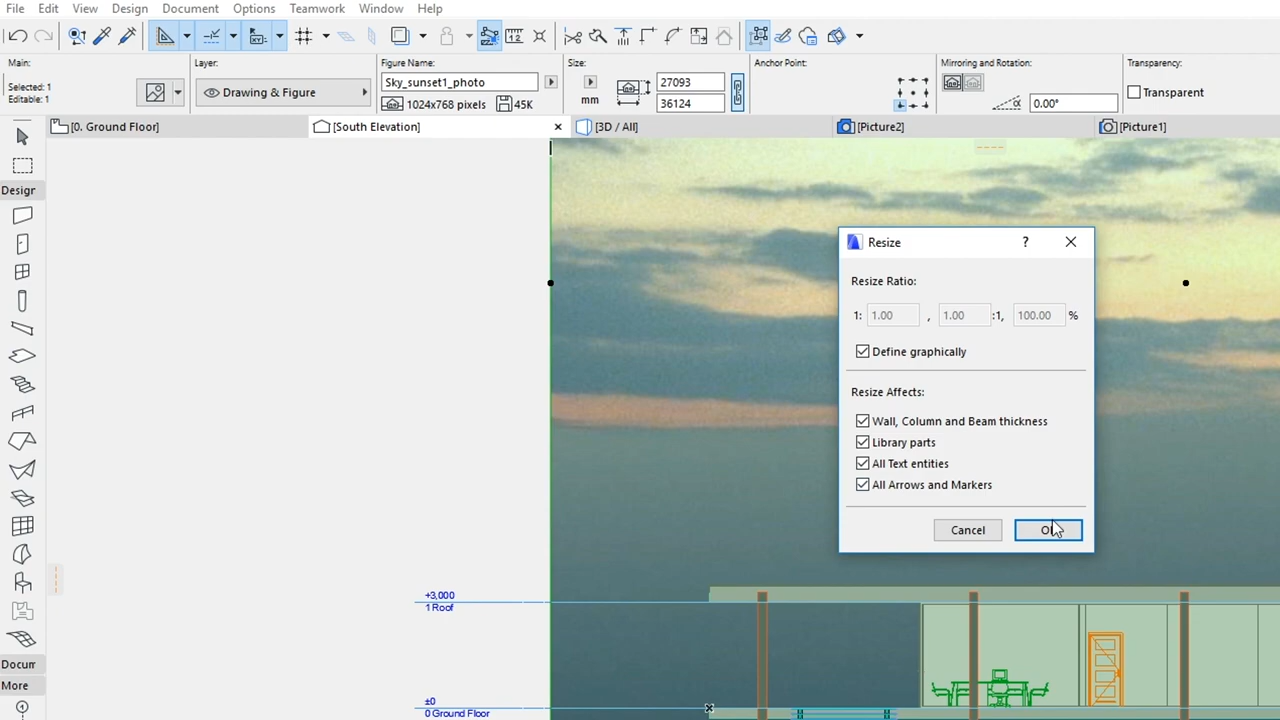 File Edit View Design Document Options Teamwork Window Help
Main: Layer: Figure Name: Size: Anchor Point: Mirroring and Rotation: Transparency:
Selected: 1
Editable: 1
Drawing & Figure
Sky_sunset1_photo
1024x768 pixels 45K
mm
27093
36124
α 0.00°
Transparent
[0. Ground Floor] [South Elevation] [3D / All] [Picture2] [Picture1]
Design
Resize
Resize Ratio:
1: 1.00 , 1.00 :1, 100.00 %
Define graphically
Resize Affects:
Wall, Column and Beam thickness
Library parts
All Text entities
All Arrows and Markers
Cancel
+3,000
1 Roof
Docum
More
±0
0 Ground Floor